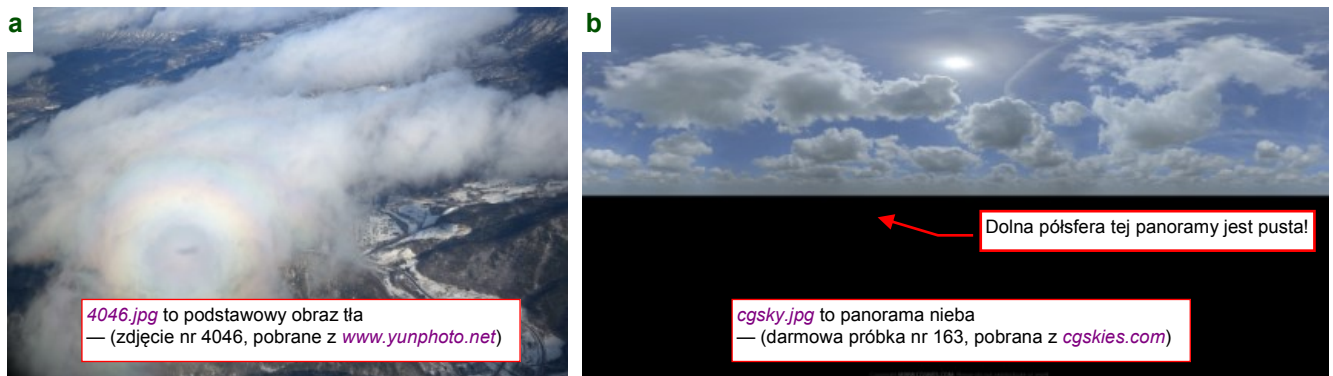 a
b
Dolna półsfera tej panoramy jest pusta!
4046.jpg to podstawowy obraz tła
— (zdjęcie nr 4046, pobrane z www.yunphoto.net)
cgsky.jpg to panorama nieba
— (darmowa próbka nr 163, pobrana z cgskies.com)